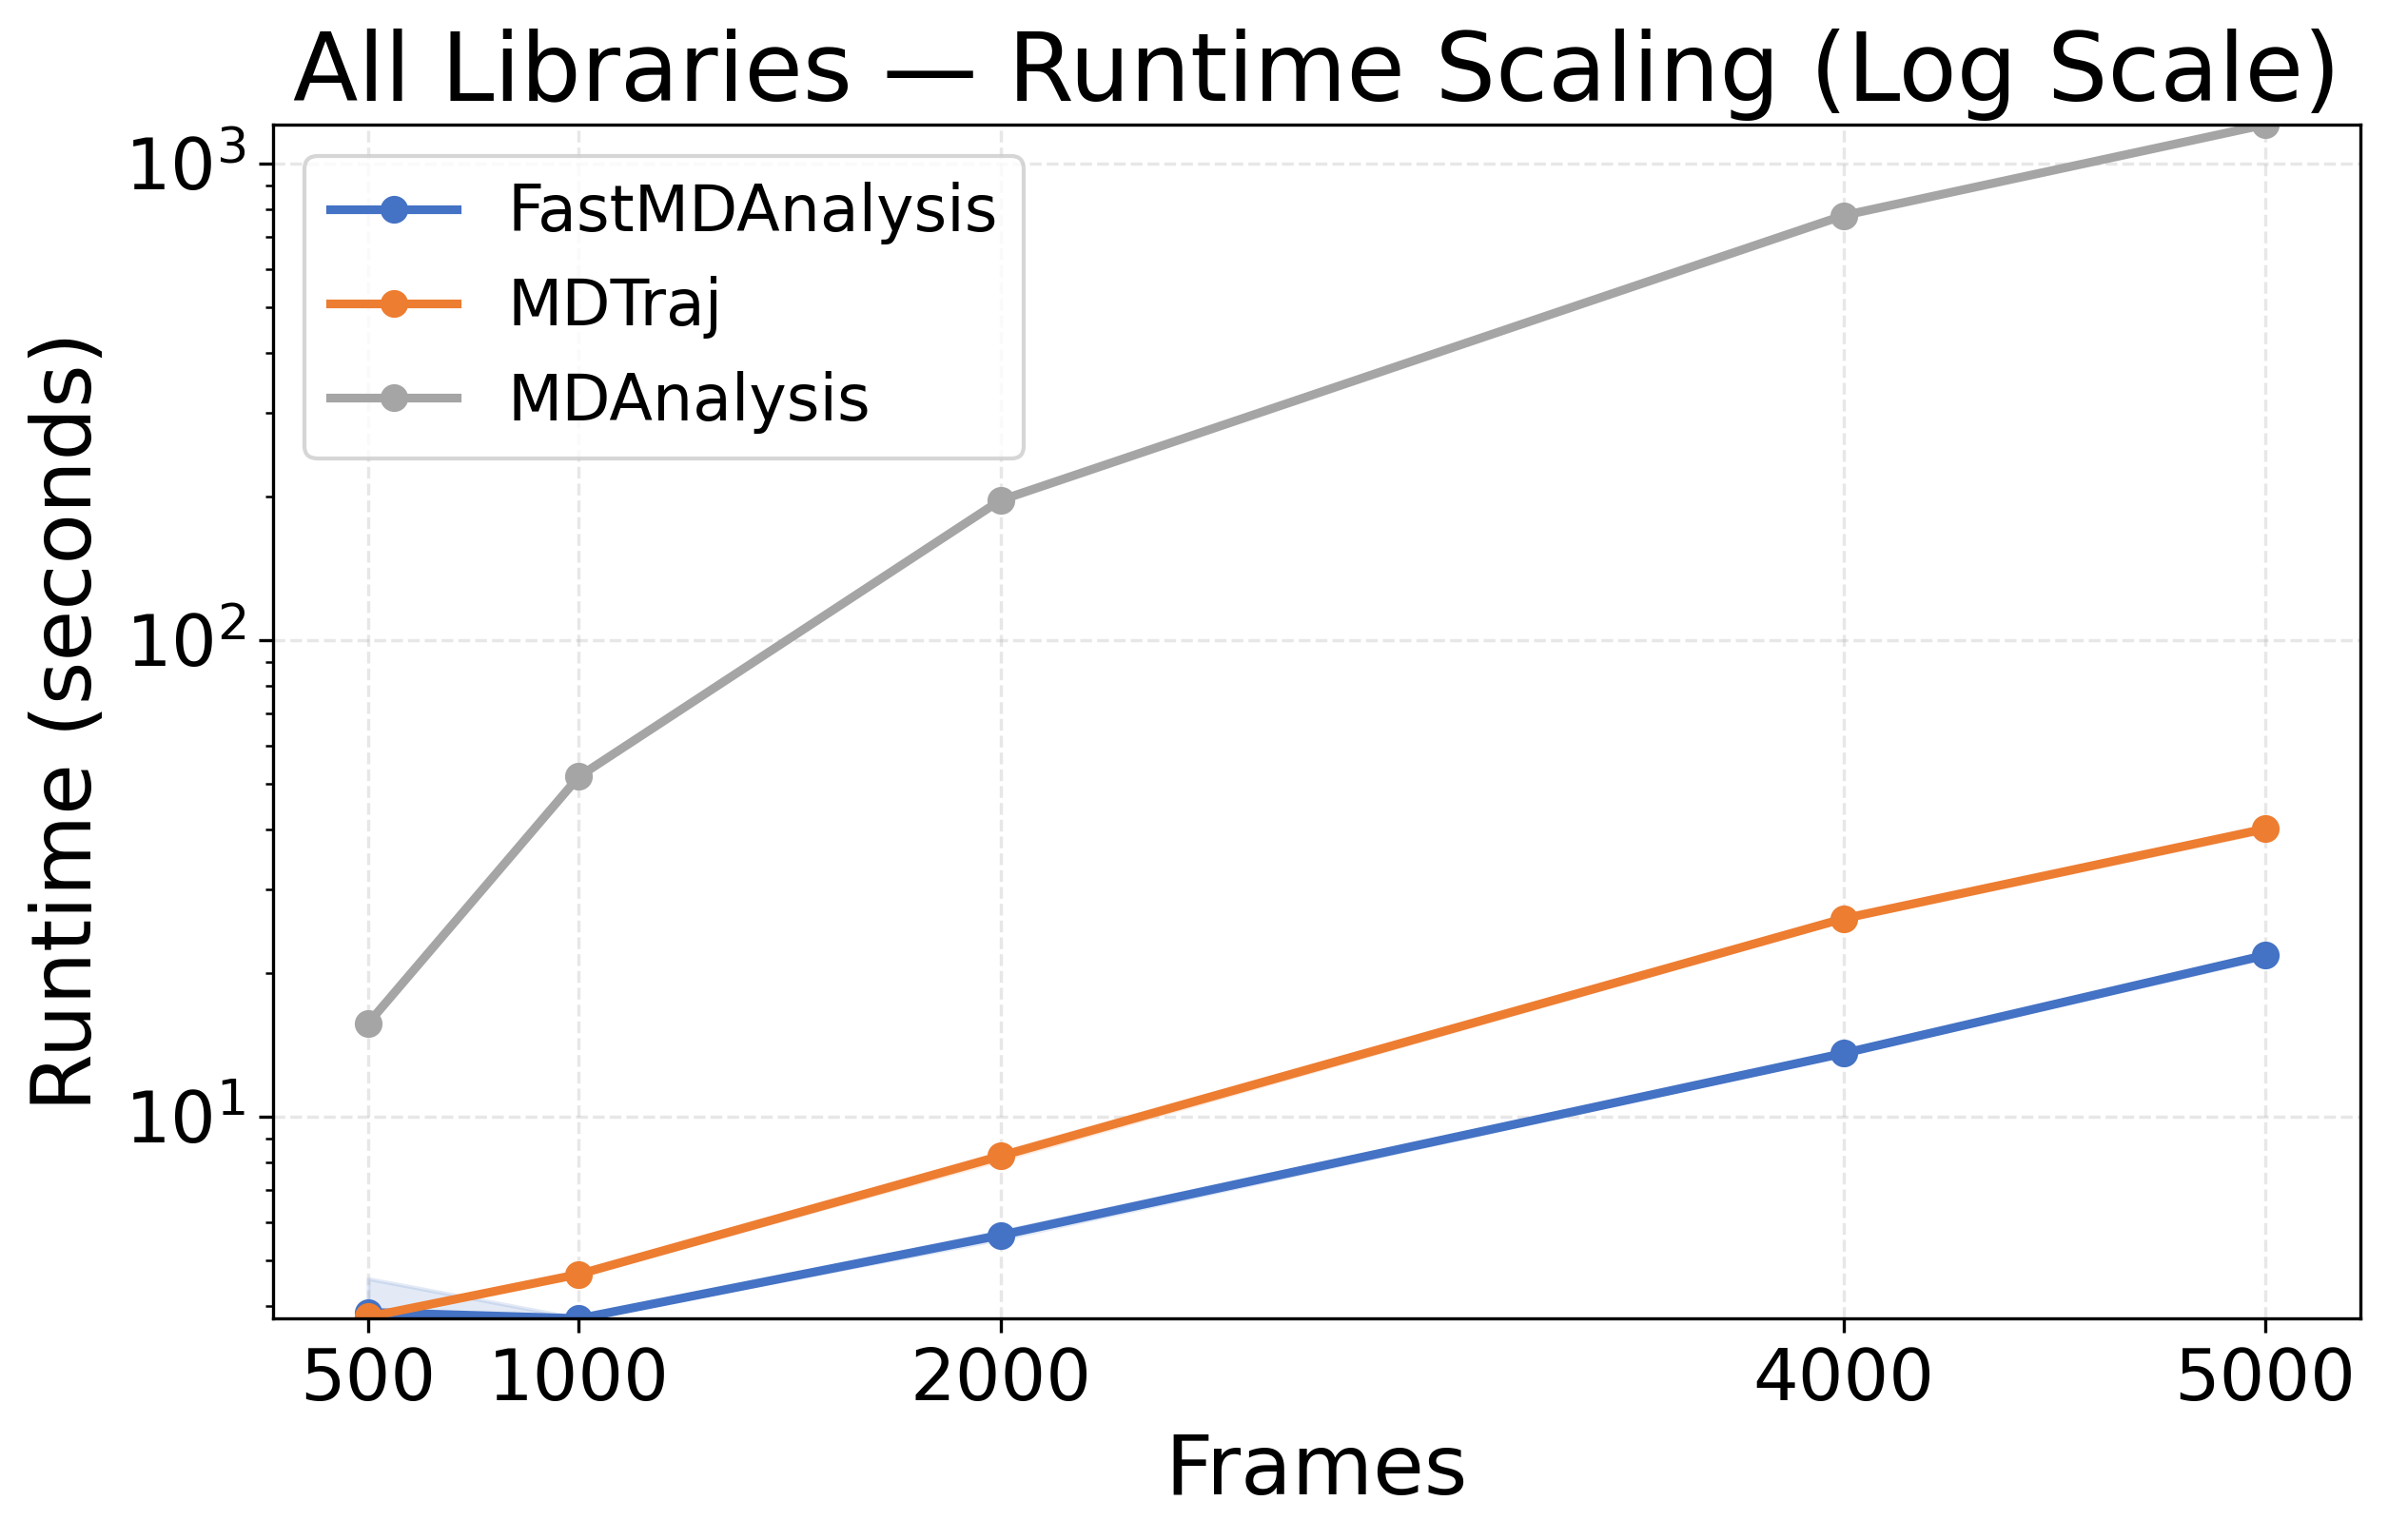 All Libraries — Runtime Scaling (Log Scale)
Runtime (seconds)
10³
10²
10¹
FastMDAnalysis
MDTraj
MDAnalysis
500 1000 2000 4000 5000
Frames